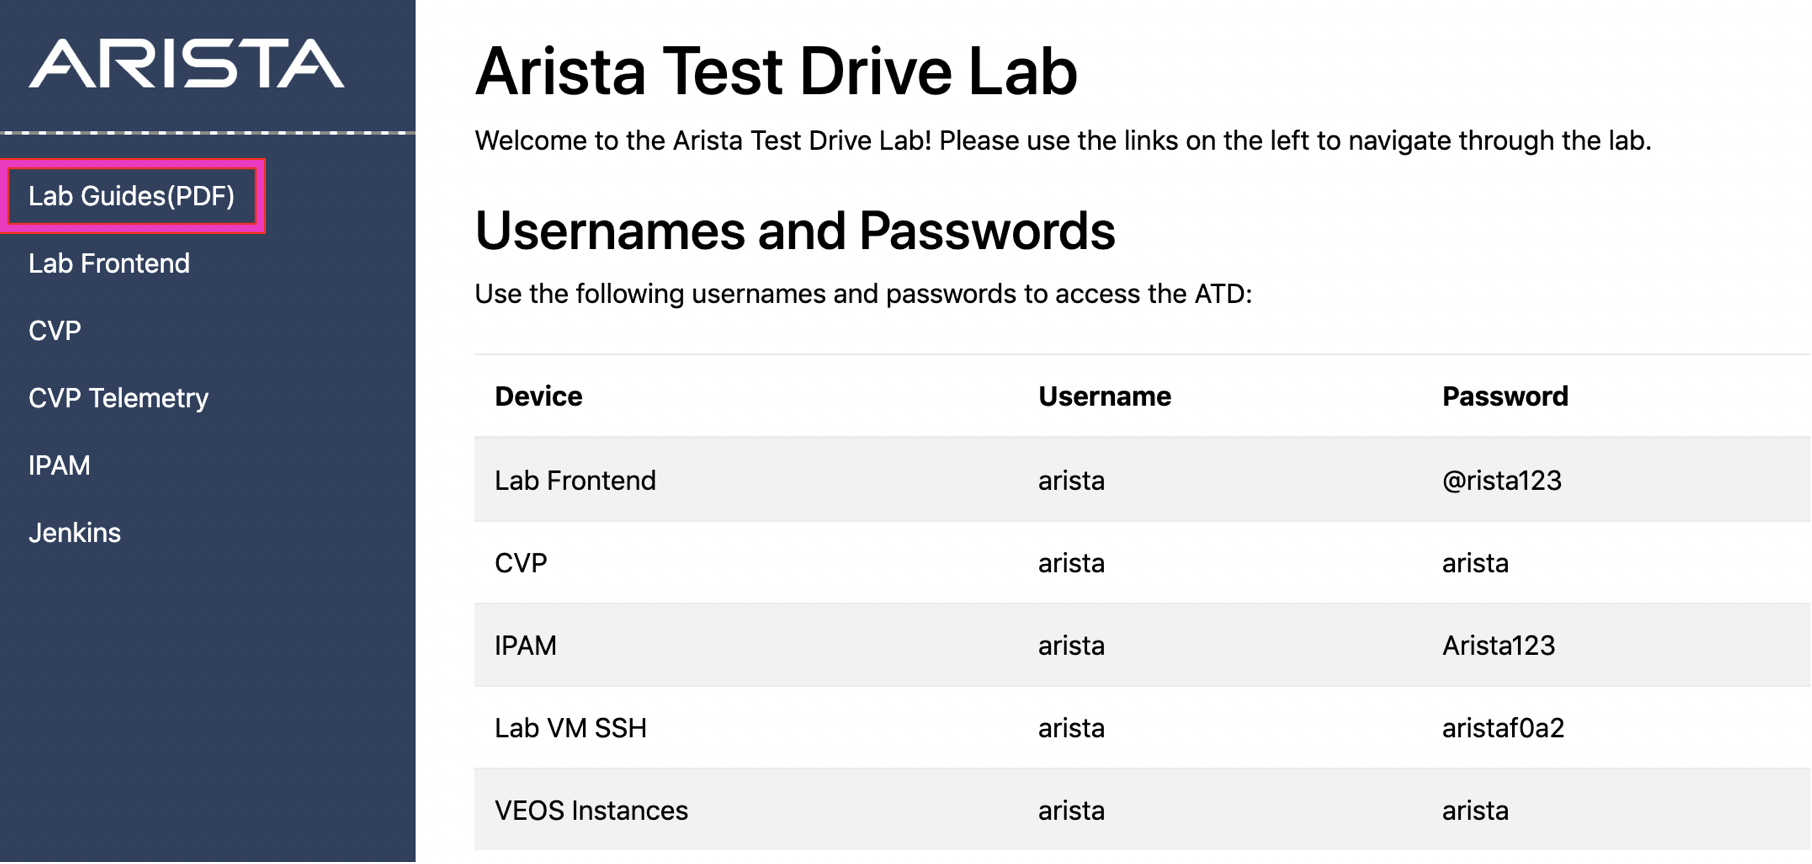 ARISTA
Lab Guides(PDF)
Lab Frontend
CVP
CVP Telemetry
IPAM
Jenkins
Arista Test Drive Lab
Welcome to the Arista Test Drive Lab! Please use the links on the left to navigate through the lab.
Usernames and Passwords
Use the following usernames and passwords to access the ATD:
Device Username Password
Lab Frontend arista @rista123
CVP arista arista
IPAM arista Arista123
Lab VM SSH arista aristaf0a2
VEOS Instances arista arista